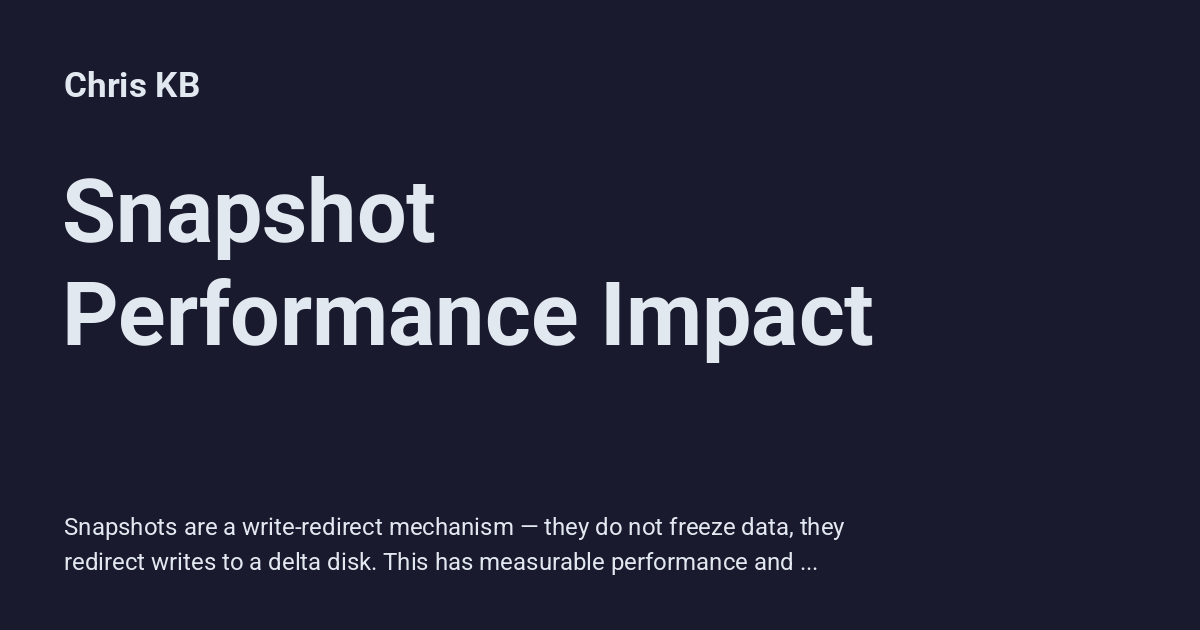 Chris KB
Snapshot
Performance Impact
Snapshots are a write-redirect mechanism — they do not freeze data, they
redirect writes to a delta disk. This has measurable performance and ...